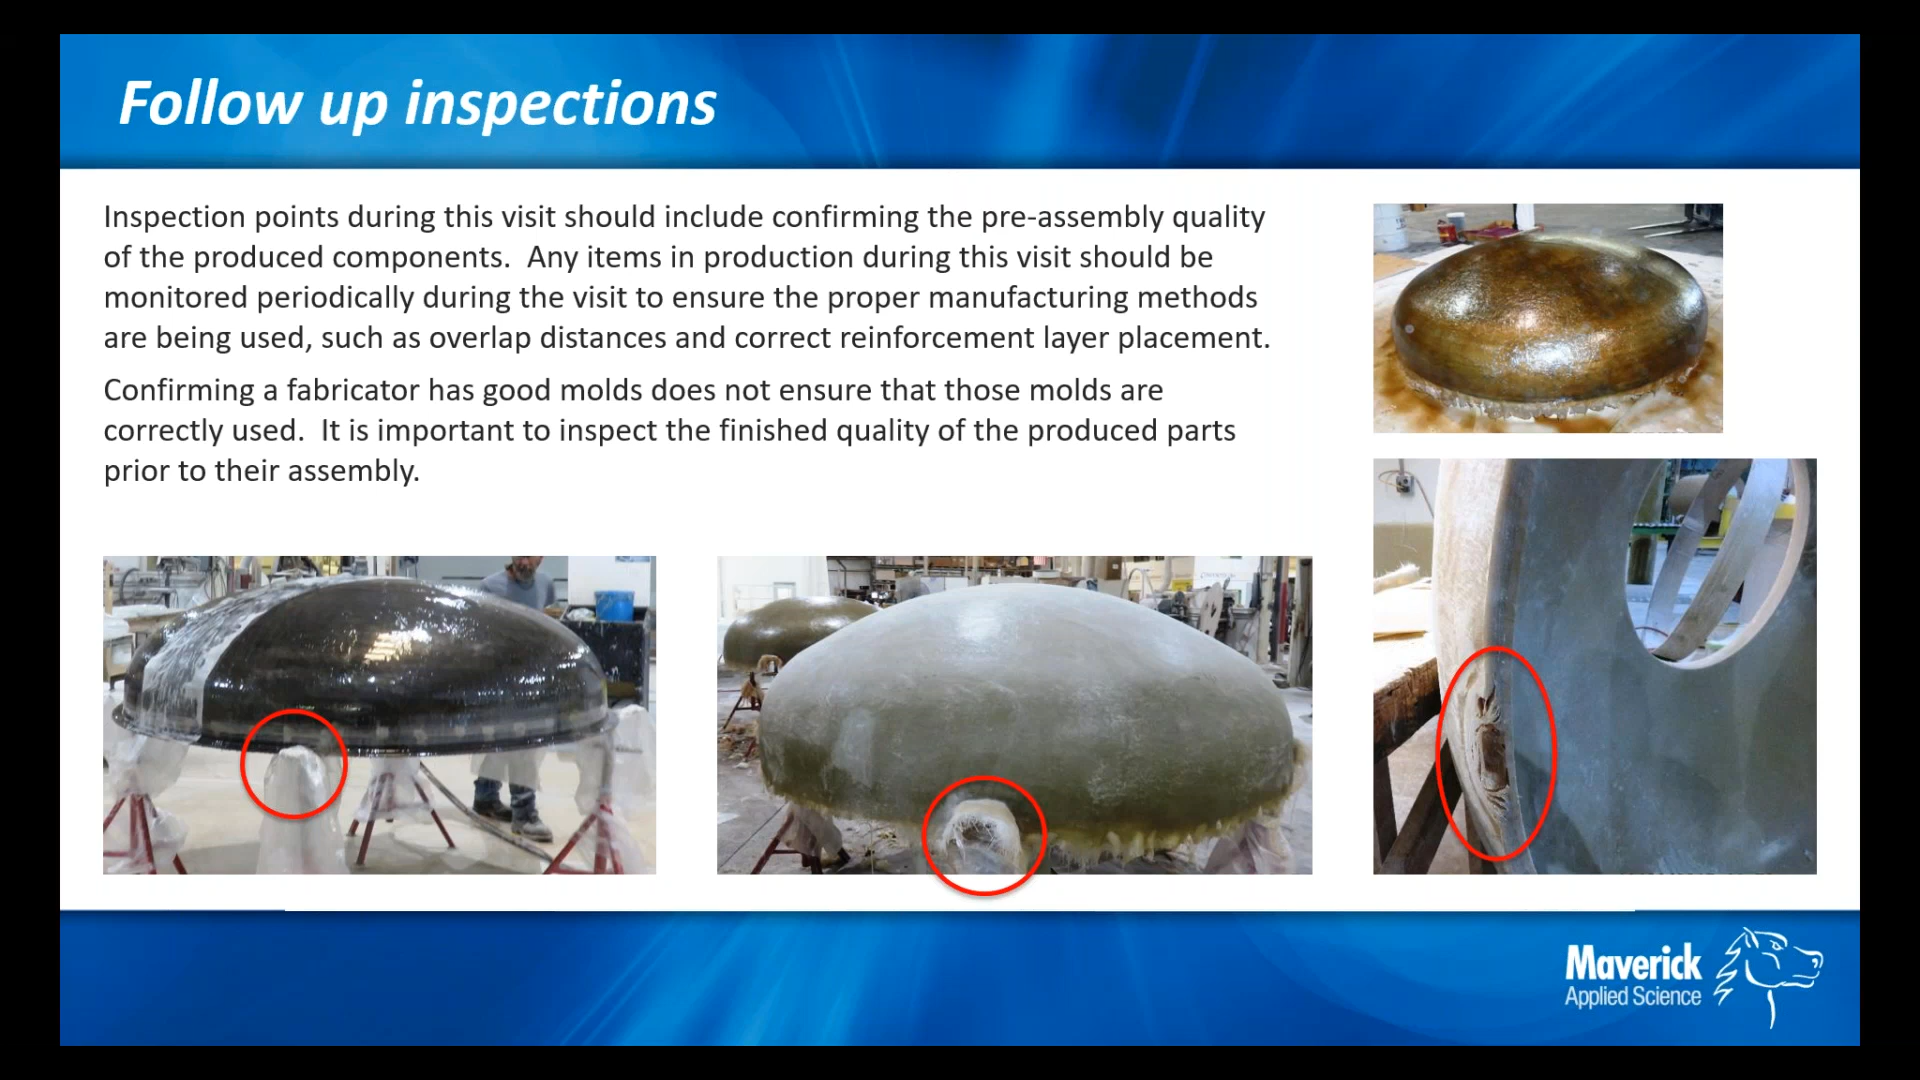 Follow up inspections
Inspection points during this visit should include confirming the pre-assembly quality
of the produced components.  Any items in production during this visit should be
monitored periodically during the visit to ensure the proper manufacturing methods
are being used, such as overlap distances and correct reinforcement layer placement.
Confirming a fabricator has good molds does not ensure that those molds are
correctly used.  It is important to inspect the finished quality of the produced parts
prior to their assembly.
Maverick
Applied Science